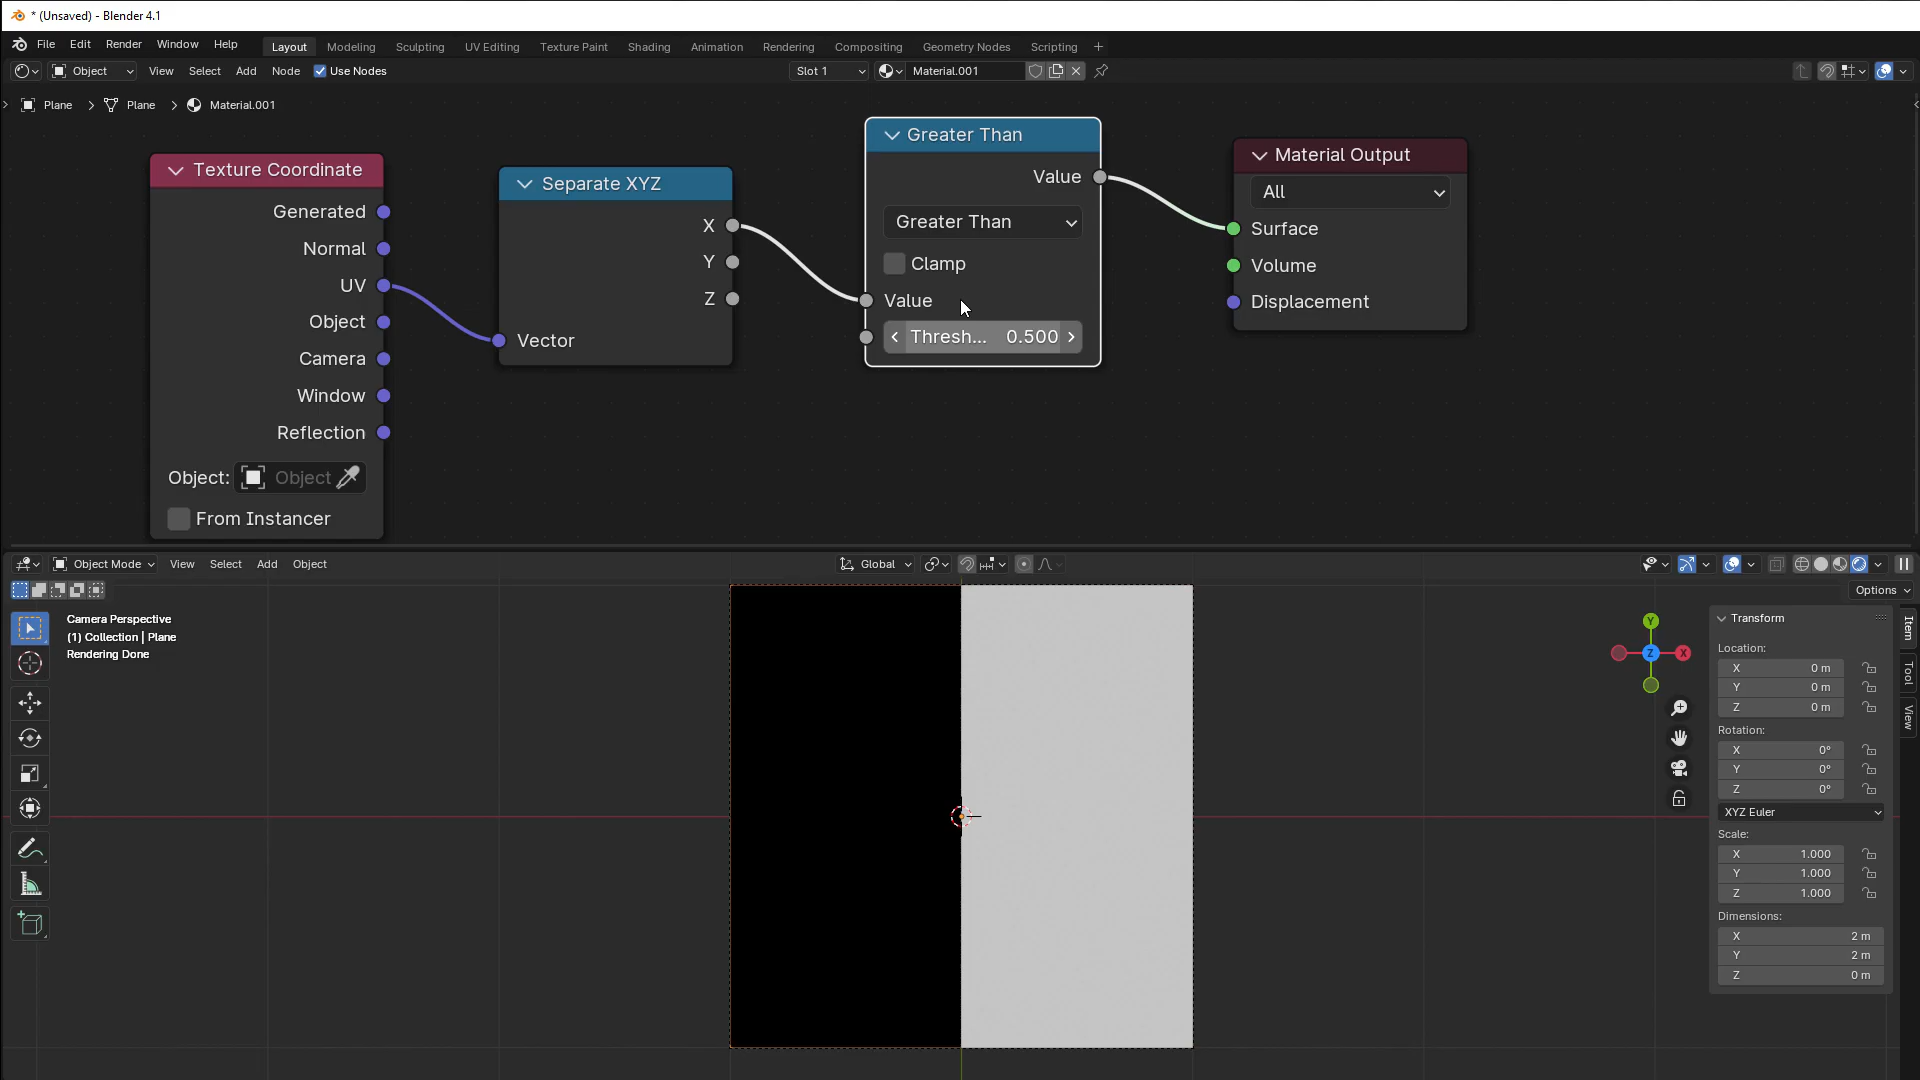 * (Unsaved) - Blender 4.1
File Edit Render Window Help Layout Modeling Sculpting UV Editing Texture Paint Shading Animation Rendering Compositing Geometry Nodes Scripting +
Object View Select Add Node Use Nodes Slot 1 Material.001
Plane Plane Material.001
Texture Coordinate
Generated
Normal
UV
Object
Camera
Window
Reflection
Object: Object
From Instancer
Separate XYZ
X
Y
Z
Vector
Greater Than
Value
Greater Than
Clamp
Value
Thresh... 0.500
Material Output
All
Surface
Volume
Displacement
Object Mode View Select Add Object Global
Options
Camera Perspective
(1) Collection | Plane
Rendering Done
Y
Z X
Transform
Location:
X 0 m
Y 0 m
Z 0 m
Rotation:
X 0°
Y 0°
Z 0°
XYZ Euler
Scale:
X 1.000
Y 1.000
Z 1.000
Dimensions:
X 2 m
Y 2 m
Z 0 m
Item
Tool
View